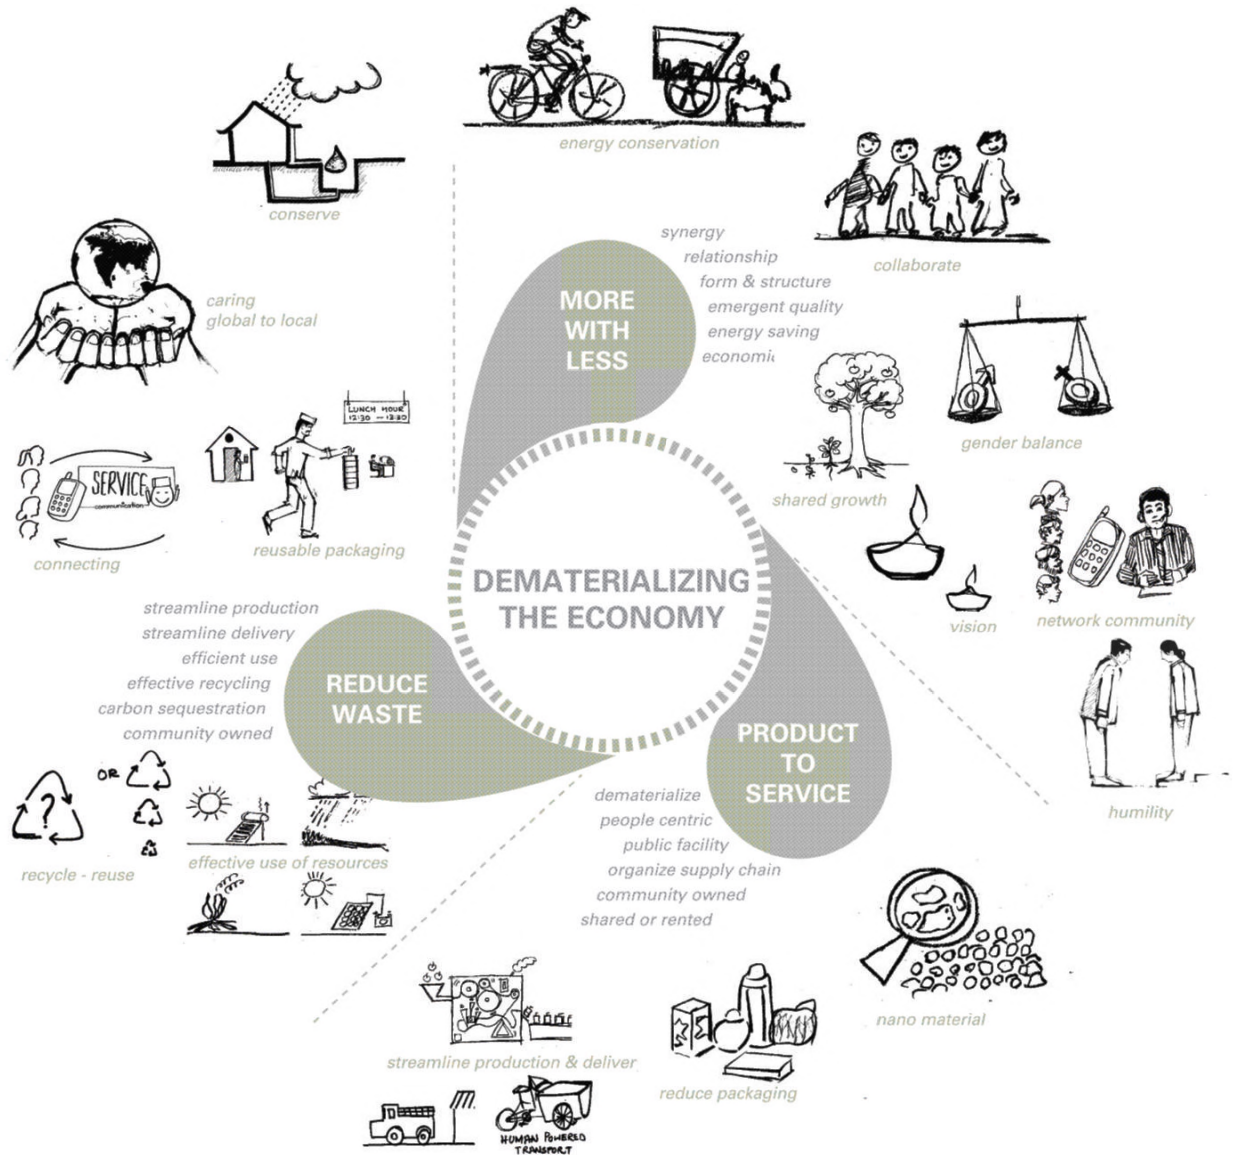 energy conservation
conserve
collaborate
caring
global to local
synergy
relationship
form & structure
emergent quality
energy saving
MORE
WITH
LESS
gender balance
LUNCH HOUR
12:30 - 13:30
SERVICE
communication
connecting
reusable packaging
shared growth
vision
network community
DEMATERIALIZING
THE ECONOMY
streamline production
streamline delivery
efficient use
effective recycling
carbon sequestration
community owned
REDUCE
WASTE
PRODUCT
TO
SERVICE
humility
OR
?
recycle - reuse
effective use of resources
dematerialize
people centric
public facility
organize supply chain
community owned
shared or rented
nano material
streamline production & deliver
reduce packaging
HUMAN POWERED
TRANSPORT